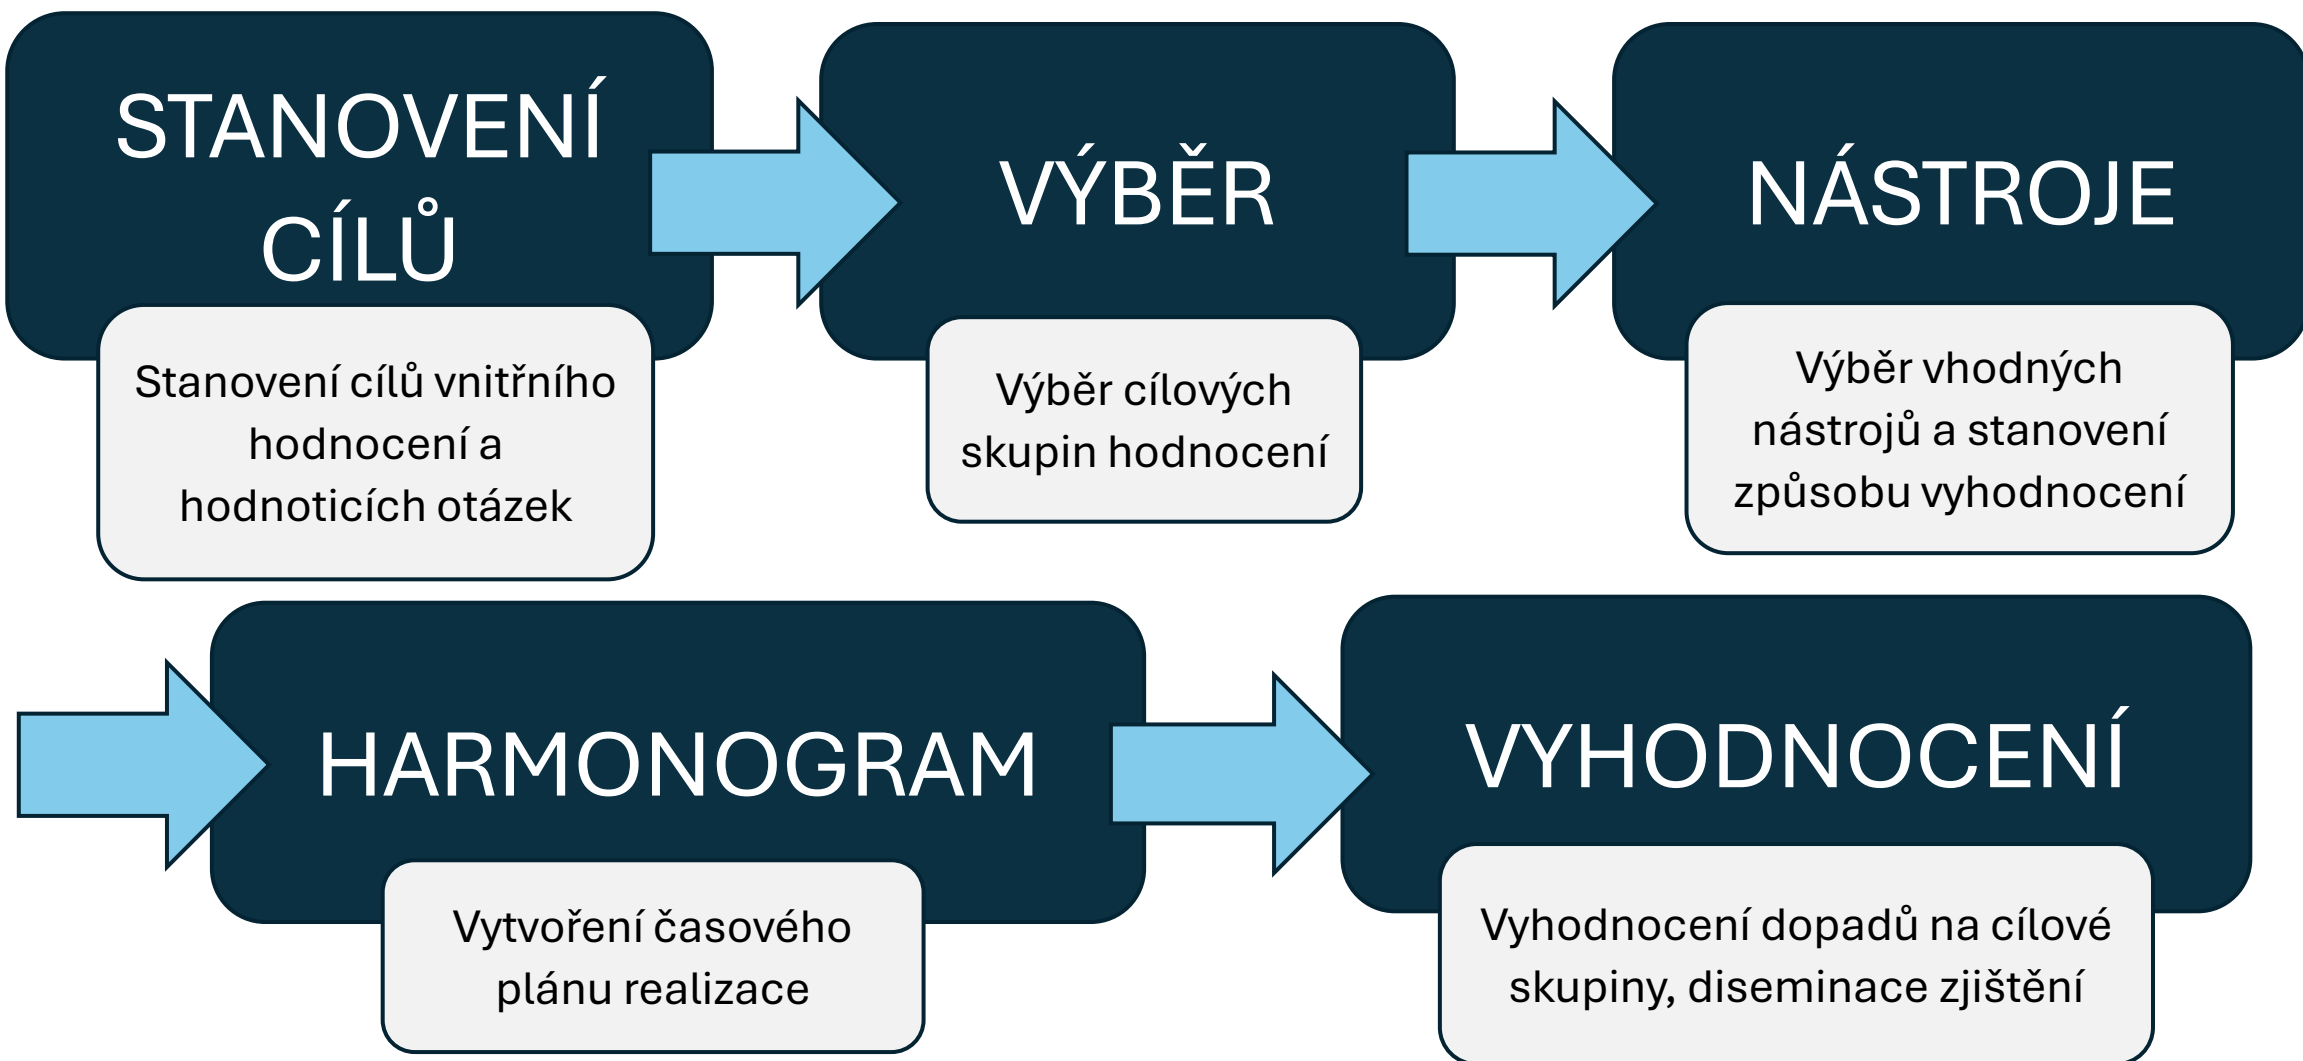 STANOVENÍ
CÍLŮ
Stanovení cílů vnitřního
hodnocení a
hodnoticích otázek
VÝBĚR
Výběr cílových
skupin hodnocení
NÁSTROJE
Výběr vhodných
nástrojů a stanovení
způsobu vyhodnocení
HARMONOGRAM
Vytvoření časového
plánu realizace
VYHODNOCENÍ
Vyhodnocení dopadů na cílové
skupiny, diseminace zjištění